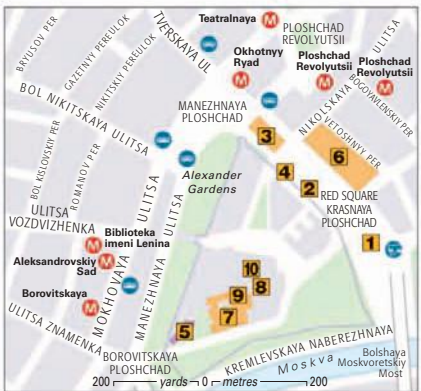 Teatralnaya
PLOSHCHAD
REVOLYUTSII
TVERSKAYA UL
BRYUSOV PER
GAZETNYY PEREULOK
NIKITSKIY PEREULOK
Okhotnyy
Ryad
Ploshchad
Revolyutsii
Ploshchad
Revolyutsii
NIKOLSKAYA ULITSA
BOGOYAVLENSKIY PER
VETOSHNYY PER
BOL NIKITSKAYA ULITSA
MANEZHNAYA
PLOSHCHAD
3
6
4
2
BOL KISLOVSKIY PER
ROMANOV PER
Alexander
Gardens
RED SQUARE
KRASNAYA
PLOSHCHAD
ULITSA
VOZDVIZHENKA
1
Biblioteka
imeni Lenina
Aleksandrovskiy
Sad
MOKHOVAYA ULITSA
MANEZHNAYA ULITSA
10
8
9
7
5
Borovitskaya
ULITSA ZNAMENKA
BOROVITSKAYA
PLOSHCHAD
KREMLEVSKAYA NABEREZHNAYA
Moskva
Bolshaya
Moskvoretskiy
Most
200 yards 0 metres 200